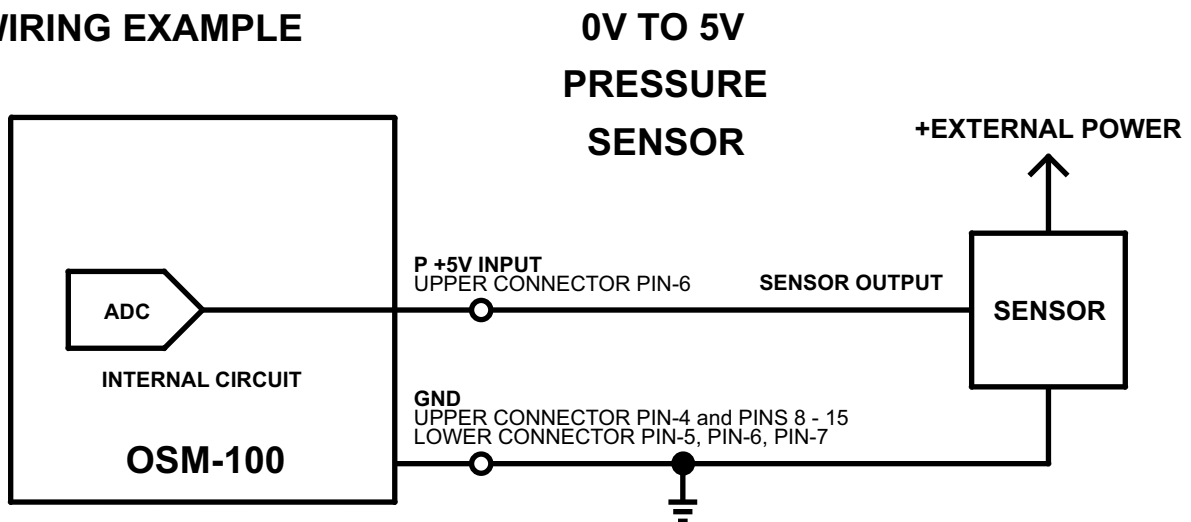 WIRING EXAMPLE
0V TO 5V
PRESSURE
SENSOR
+EXTERNAL POWER
P +5V INPUT
UPPER CONNECTOR PIN-6
SENSOR OUTPUT
ADC
SENSOR
INTERNAL CIRCUIT
GND
UPPER CONNECTOR PIN-4 and PINS 8 - 15
LOWER CONNECTOR PIN-5, PIN-6, PIN-7
OSM-100